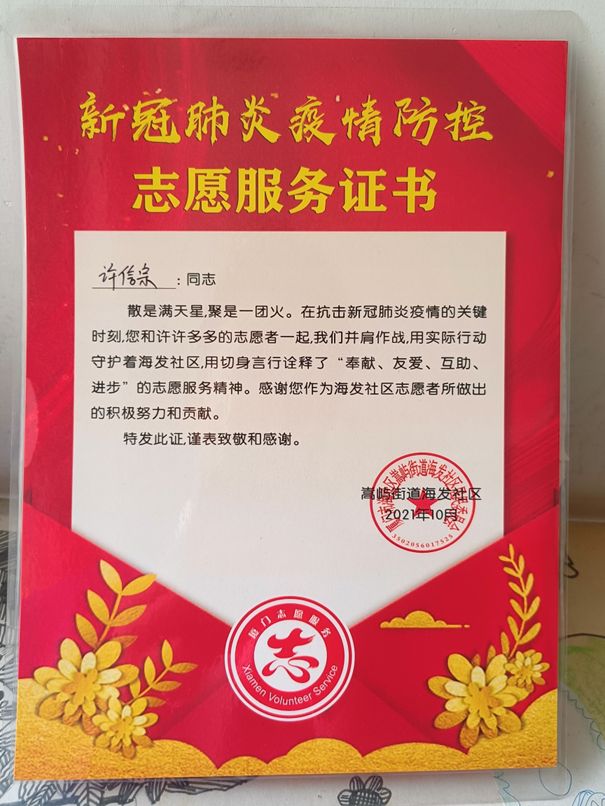 新冠肺炎疫情防控
志愿服务证书
许信宗：同志
散是满天星,聚是一团火。在抗击新冠肺炎疫情的关键
时刻,您和许许多多的志愿者一起,我们并肩作战,用实际行动
守护着海发社区,用切身言行诠释了“奉献、友爱、互助、
进步”的志愿服务精神。感谢您作为海发社区志愿者所做出
的积极努力和贡献。
特发此证,谨表致敬和感谢。
嵩屿街道海发社区
2021年10月
3502056017525
厦门志愿服务
志
Xiamen Volunteer Service